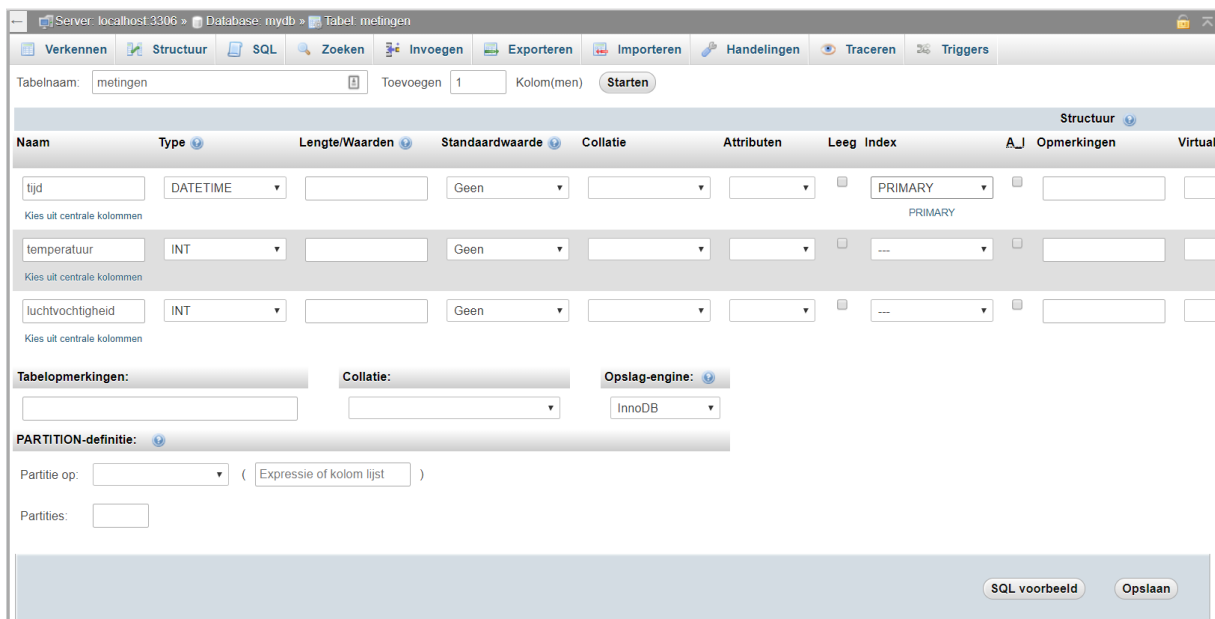 Server: localhost:3306 » Database: mydb » Tabel: metingen
Verkennen Structuur SQL Zoeken Invoegen Exporteren Importeren Handelingen Traceren Triggers
Tabelnaam: metingen Toevoegen 1 Kolom(men) Starten
Structuur
Naam Type Lengte/Waarden Standaardwaarde Collatie Attributen Leeg Index A_I Opmerkingen Virtual
tijd DATETIME Geen PRIMARY
Kies uit centrale kolommen PRIMARY
temperatuur INT Geen ---
Kies uit centrale kolommen
luchtvochtigheid INT Geen ---
Kies uit centrale kolommen
Tabelopmerkingen: Collatie: Opslag-engine:
InnoDB
PARTITION-definitie:
Partitie op: ( Expressie of kolom lijst )
Partities:
SQL voorbeeld Opslaan